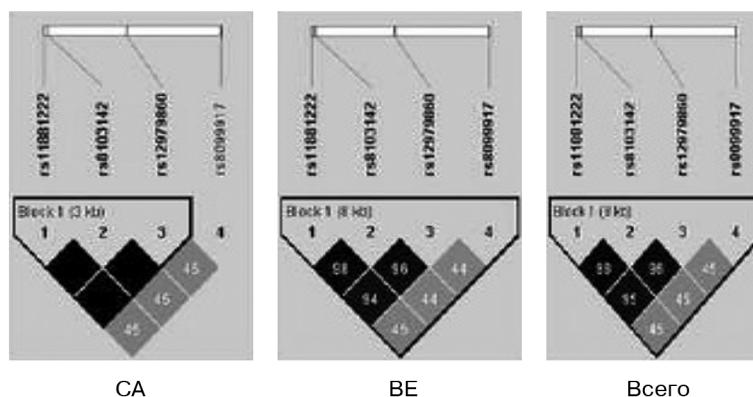 rs11881222 rs8103142 rs12979860 rs8099917
Block 1 (3 kb)
1 2 3 4
45
45
45
CA
rs11881222 rs8103142 rs12979860 rs8099917
Block 1 (8 kb)
1 2 3 4
98 96 44
94 44
45
BE
rs11881222 rs8103142 rs12979860 rs8099917
Block 1 (8 kb)
1 2 3 4
96 45
95 45
45
Всего